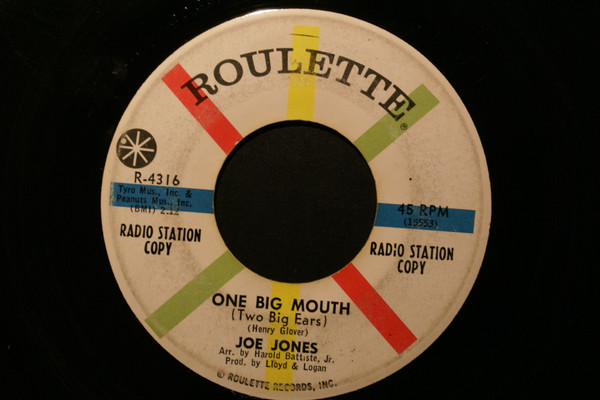 ROULETTE®
R-4316
Tyro Mus., Inc. &
Peanuts Mus., Inc.
(BMI) 2:12
RADIO STATION
COPY
45 RPM
(15553)
RADIO STATION
COPY
ONE BIG MOUTH
(Two Big Ears)
(Henry Glover)
JOE JONES
Arr. by Harold Battiste, Jr.
Prod. by Lloyd & Logan
© ROULETTE RECORDS, INC.